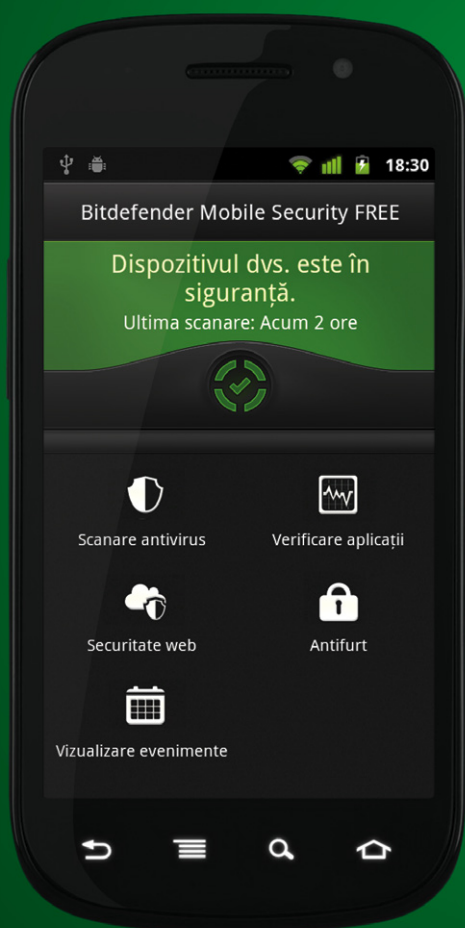 18:30
Bitdefender Mobile Security FREE
Dispozitivul dvs. este în
siguranță.
Ultima scanare: Acum 2 ore
Scanare antivirus
Verificare aplicații
Securitate web
Antifurt
Vizualizare evenimente